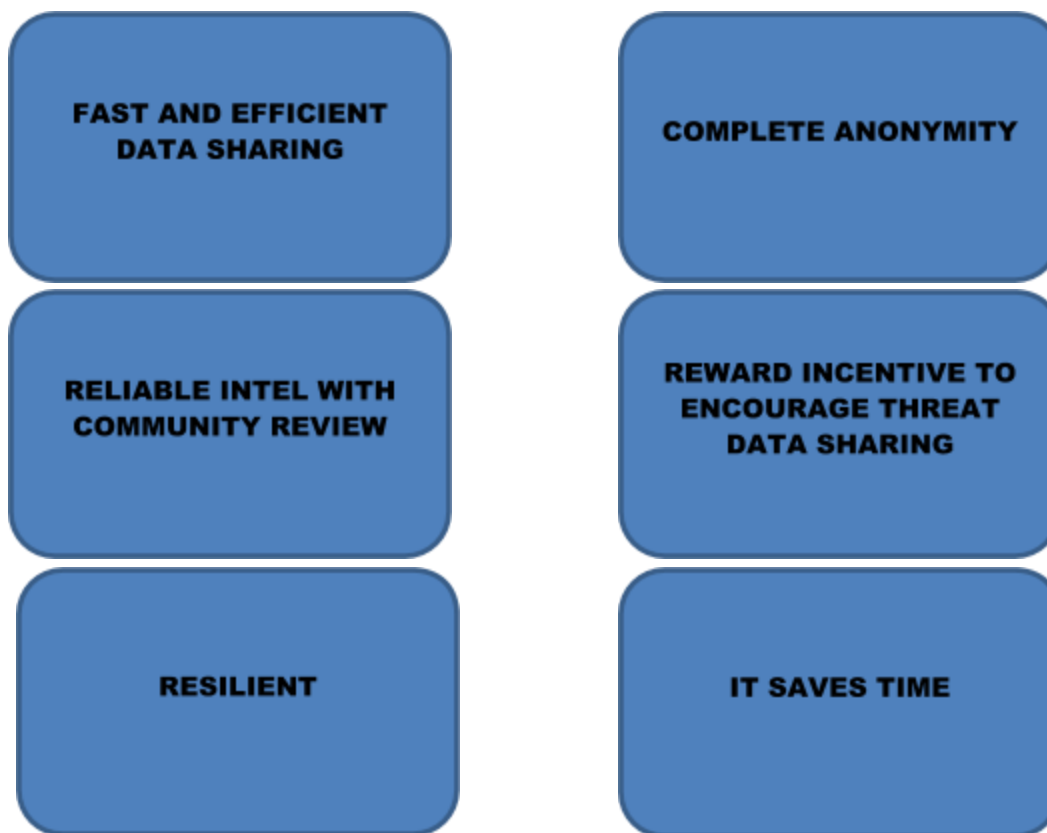 FAST AND EFFICIENT
DATA SHARING
COMPLETE ANONYMITY
RELIABLE INTEL WITH
COMMUNITY REVIEW
REWARD INCENTIVE TO
ENCOURAGE THREAT
DATA SHARING
RESILIENT
IT SAVES TIME